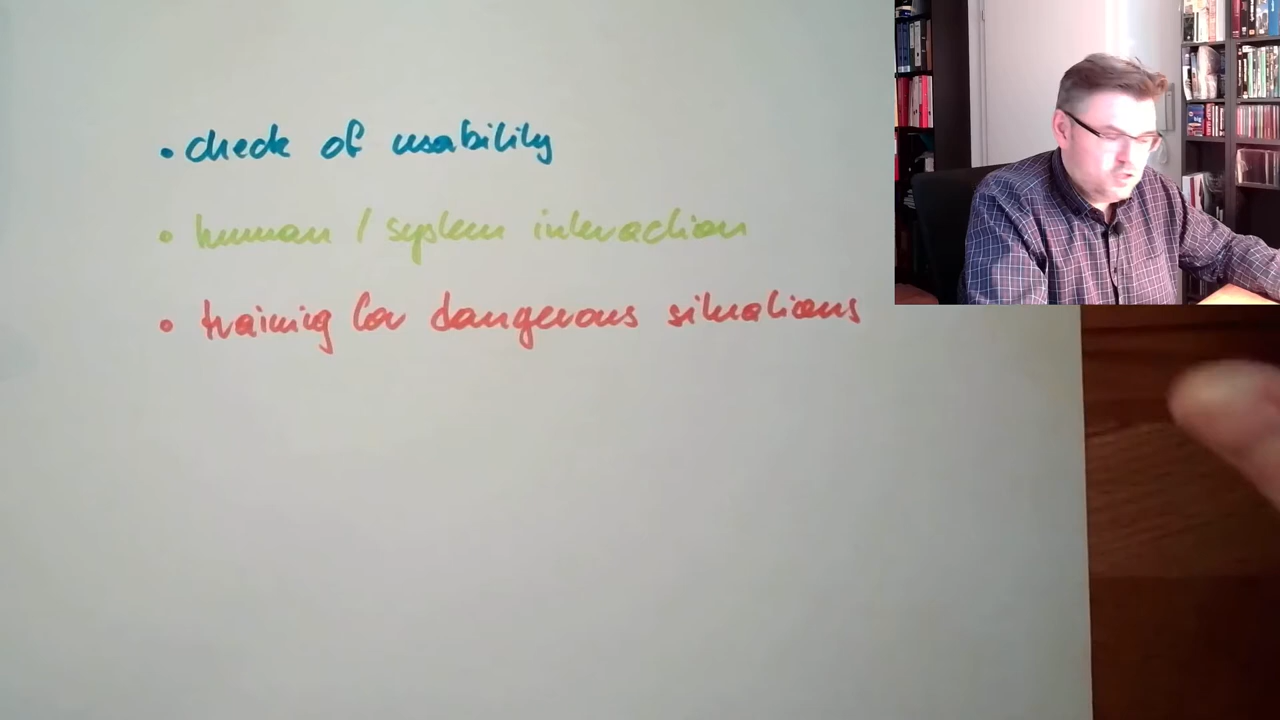 • check of usability
• human / system interaction
• training for dangerous situations